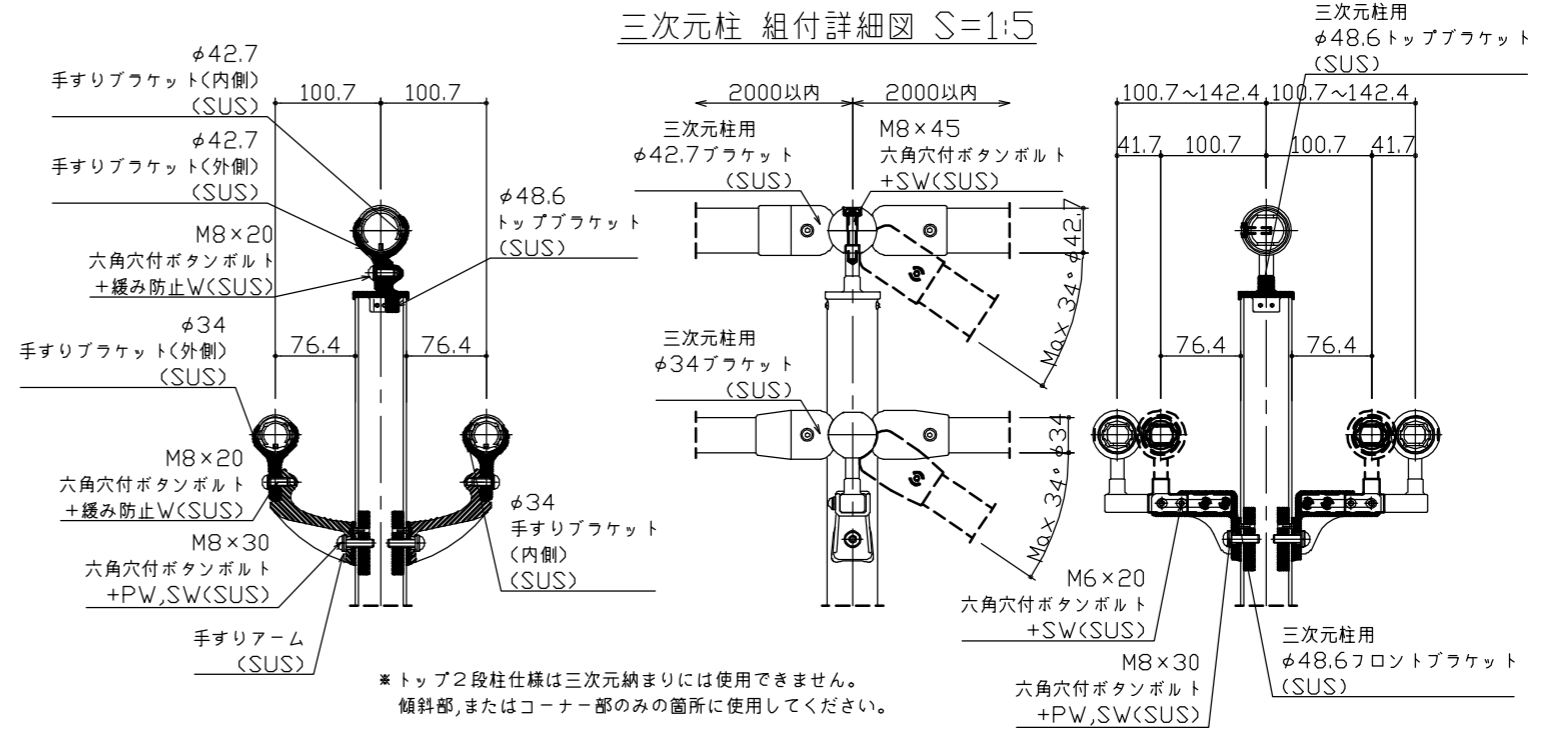 三次元柱 組付詳細図 S=1:5
φ42.7
手すりブラケット(内側)
(SUS)
φ42.7
手すりブラケット(外側)
(SUS)
M8×20
六角穴付ボタンボルト
+緩み防止W(SUS)
φ34
手すりブラケット(外側)
(SUS)
M8×20
六角穴付ボタンボルト
+緩み防止W(SUS)
M8×30
六角穴付ボタンボルト
+PW,SW(SUS)
手すりアーム
(SUS)
100.7
100.7
76.4
76.4
φ48.6
トップブラケット
(SUS)
φ34
手すりブラケット
(内側)
(SUS)
2000以内
2000以内
三次元柱用
φ42.7ブラケット
(SUS)
M8×45
六角穴付ボタンボルト
+SW(SUS)
φ42.7
Max 34°
三次元柱用
φ34ブラケット
(SUS)
φ34
Max 34°
三次元柱用
φ48.6トップブラケット
(SUS)
100.7~142.4
100.7~142.4
41.7
100.7
100.7
41.7
76.4
76.4
M6×20
六角穴付ボタンボルト
+SW(SUS)
M8×30
六角穴付ボタンボルト
+PW,SW(SUS)
三次元柱用
φ48.6フロントブラケット
(SUS)
※トップ2段柱仕様は三次元納まりには使用できません。
傾斜部,またはコーナー部のみの箇所に使用してください。